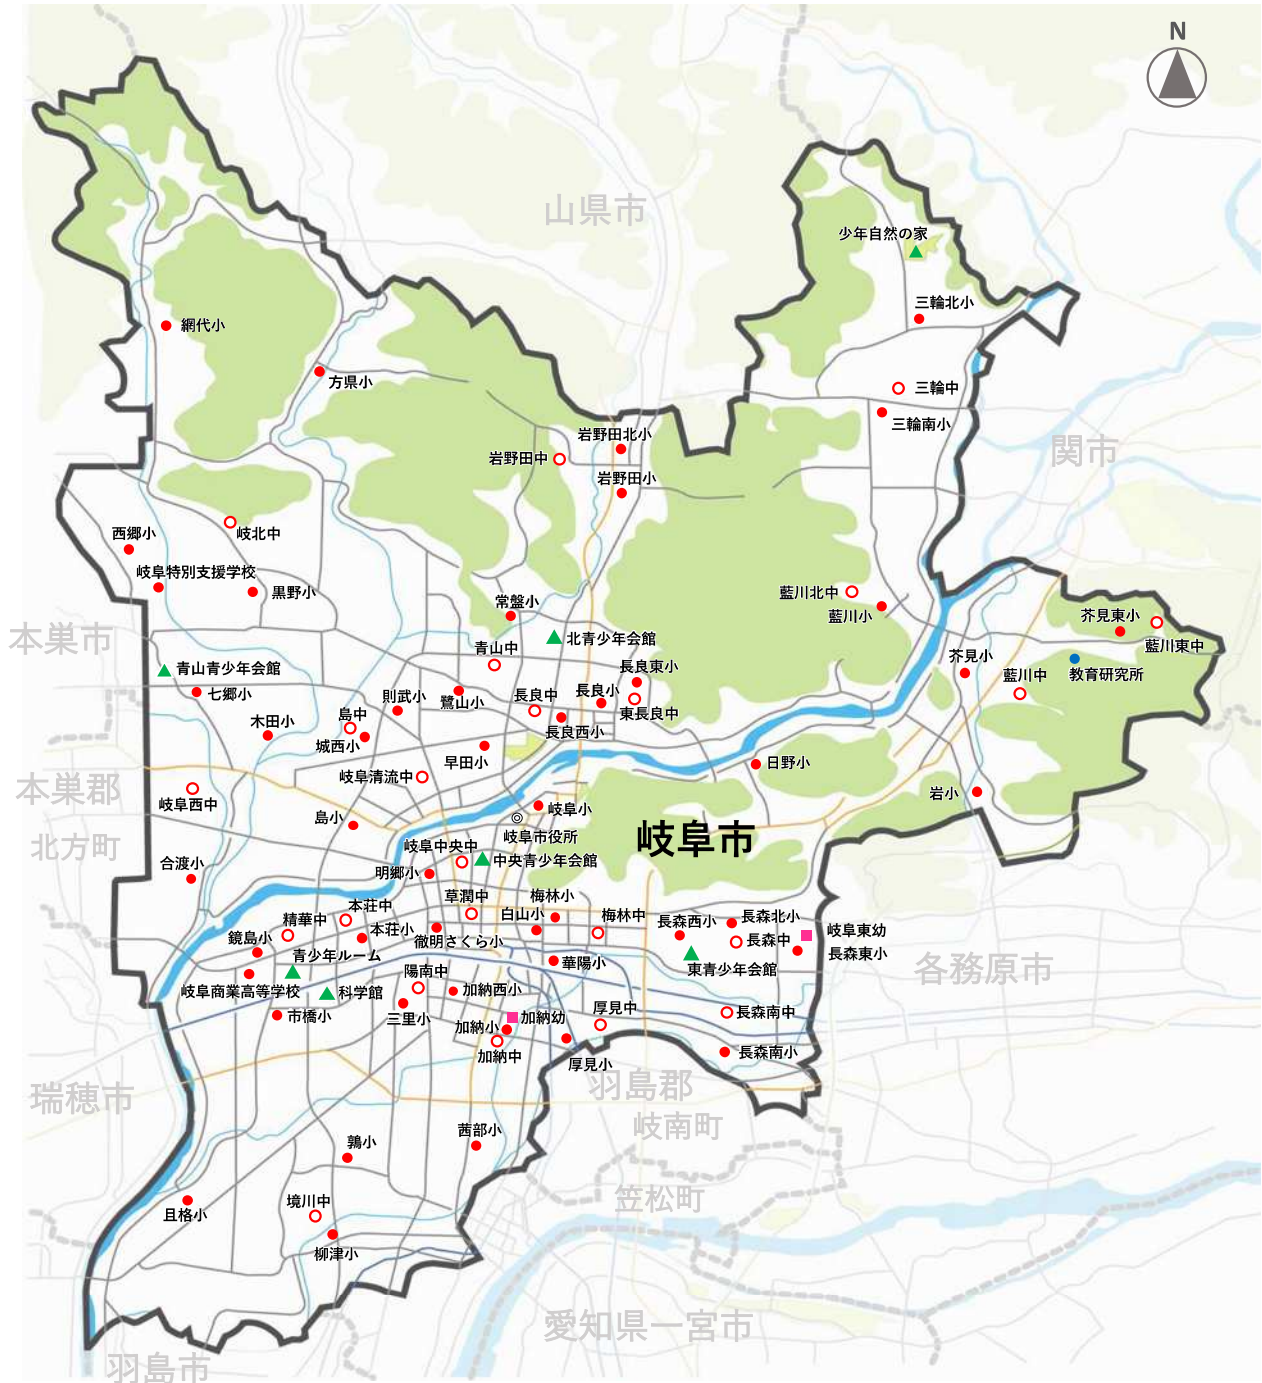 N
山県市
少年自然の家
三輪北小
網代小
方県小
三輪中
三輪南小
岩野田北小
岩野田中
岩野田小
関市
岐北中
西郷小
岐阜特別支援学校
黒野小
藍川北中
藍川小
常盤小
芥見東小
藍川東中
本巣市
北青少年会館
青山中
芥見小
藍川中
教育研究所
青山青少年会館
七郷小
長良東小
則武小
鷺山小
長良中
長良小
東長良中
木田小
島中
城西小
長良西小
早田小
日野小
岐阜清流中
本巣郡
岐阜西中
岩小
島小
岐阜小
岐阜市役所
岐阜市
北方町
岐阜中央中
中央青少年会館
合渡小
明郷小
草潤中
梅林小
本荘中
白山小
梅林中
長森西小
長森北小
精華中
鏡島小
本荘小
徹明さくら小
長森中
岐阜東幼
長森東小
青少年ルーム
華陽小
東青少年会館
各務原市
陽南中
岐阜商業高等学校
科学館
加納西小
市橋小
三里小
加納小
加納幼
厚見中
長森南中
加納中
厚見小
長森南小
瑞穂市
羽島郡
岐南町
茜部小
鶉小
笠松町
且格小
境川中
柳津小
愛知県一宮市
羽島市